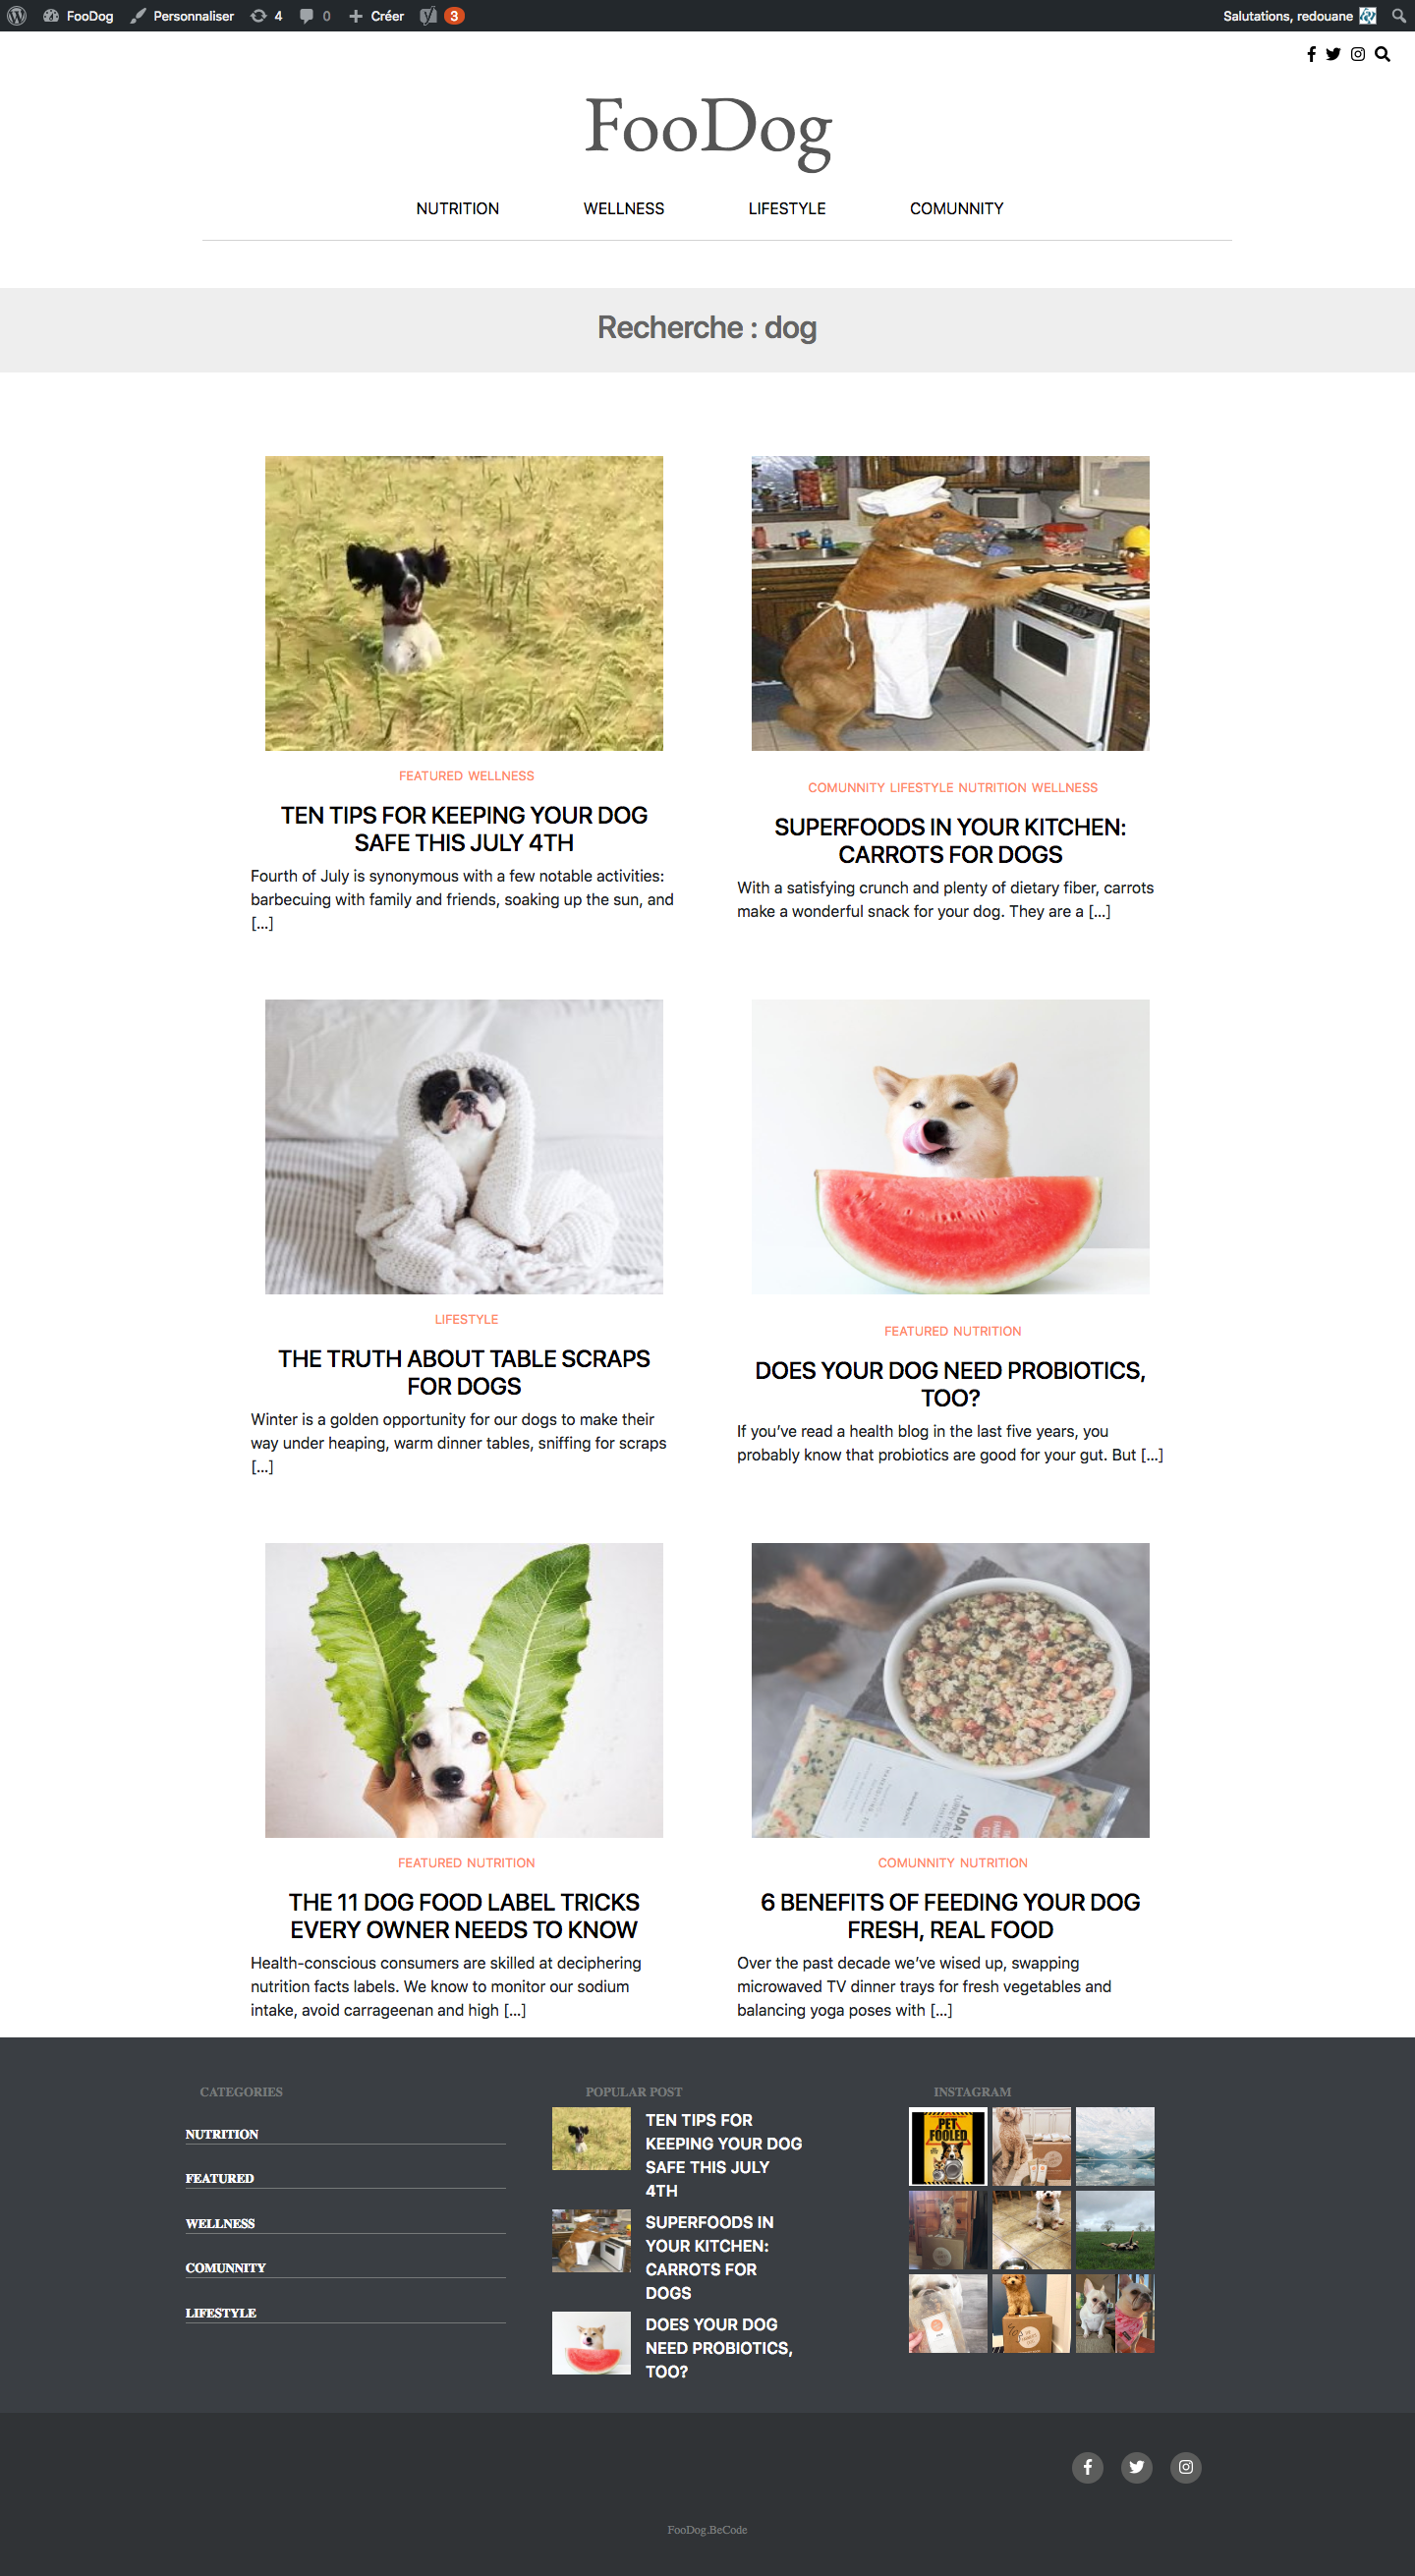 FooDog Personnaliser 4 0 Créer 3 Salutations, redouane
FooDog
NUTRITION WELLNESS LIFESTYLE COMUNNITY
Recherche : dog
FEATURED WELLNESS
TEN TIPS FOR KEEPING YOUR DOG
SAFE THIS JULY 4TH
Fourth of July is synonymous with a few notable activities:
barbecuing with family and friends, soaking up the sun, and
[...]
COMUNNITY LIFESTYLE NUTRITION WELLNESS
SUPERFOODS IN YOUR KITCHEN:
CARROTS FOR DOGS
With a satisfying crunch and plenty of dietary fiber, carrots
make a wonderful snack for your dog. They are a [...]
LIFESTYLE
THE TRUTH ABOUT TABLE SCRAPS
FOR DOGS
Winter is a golden opportunity for our dogs to make their
way under heaping, warm dinner tables, sniffing for scraps
[...]
FEATURED NUTRITION
DOES YOUR DOG NEED PROBIOTICS,
TOO?
If you’ve read a health blog in the last five years, you
probably know that probiotics are good for your gut. But [...]
FEATURED NUTRITION
THE 11 DOG FOOD LABEL TRICKS
EVERY OWNER NEEDS TO KNOW
Health-conscious consumers are skilled at deciphering
nutrition facts labels. We know to monitor our sodium
intake, avoid carrageenan and high [...]
JADA'S
COMUNNITY NUTRITION
6 BENEFITS OF FEEDING YOUR DOG
FRESH, REAL FOOD
Over the past decade we’ve wised up, swapping
microwaved TV dinner trays for fresh vegetables and
balancing yoga poses with [...]
CATEGORIES
NUTRITION
FEATURED
WELLNESS
COMUNNITY
LIFESTYLE
POPULAR POST
TEN TIPS FOR
KEEPING YOUR DOG
SAFE THIS JULY
4TH
SUPERFOODS IN
YOUR KITCHEN:
CARROTS FOR
DOGS
DOES YOUR DOG
NEED PROBIOTICS,
TOO?
INSTAGRAM
PET
FOOLED
FooDog.BeCode